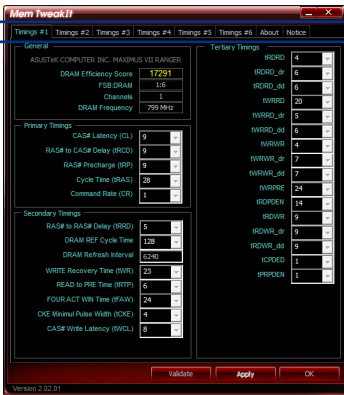 Mem TweakIt
Timings #1 Timings #2 Timings #3 Timings #4 Timings #5 Timings #6 About Notice
General
ASUSTeK COMPUTER INC. MAXIMUS VII RANGER
DRAM Efficiency Score 17291
FSB:DRAM 1:6
Channels 1
DRAM Frequency 799 MHz
Primary Timings
CAS# Latency (CL) 9
RAS# to CAS# Delay (tRCD) 9
RAS# Precharge (tRP) 9
Cycle Time (tRAS) 28
Command Rate (CR) 1
Secondary Timings
RAS# to RAS# Delay (tRRD) 5
DRAM REF Cycle Time 128
DRAM Refresh Interval 6240
WRITE Recovery Time (tWR) 23
READ to PRE Time (tRTP) 6
FOUR ACT WIN Time (tFAW) 24
CKE Minimul Pulse Width (tCKE) 4
CAS# Write Latency (tWCL) 8
Tertiary Timings
tRDRD 4
tRDRD_dr 6
tRDRD_dd 6
tWRRD 20
tWRRD_dr 5
tWRRD_dd 6
tWRWR 4
tWRWR_dr 7
tWRWR_dd 7
tWRPRE 24
tRDPDEN 14
tRDWR 9
tRDWR_dr 9
tRDWR_dd 9
tCPDED 1
tPRPDEN 1
Validate Apply OK
Version 2.02.01